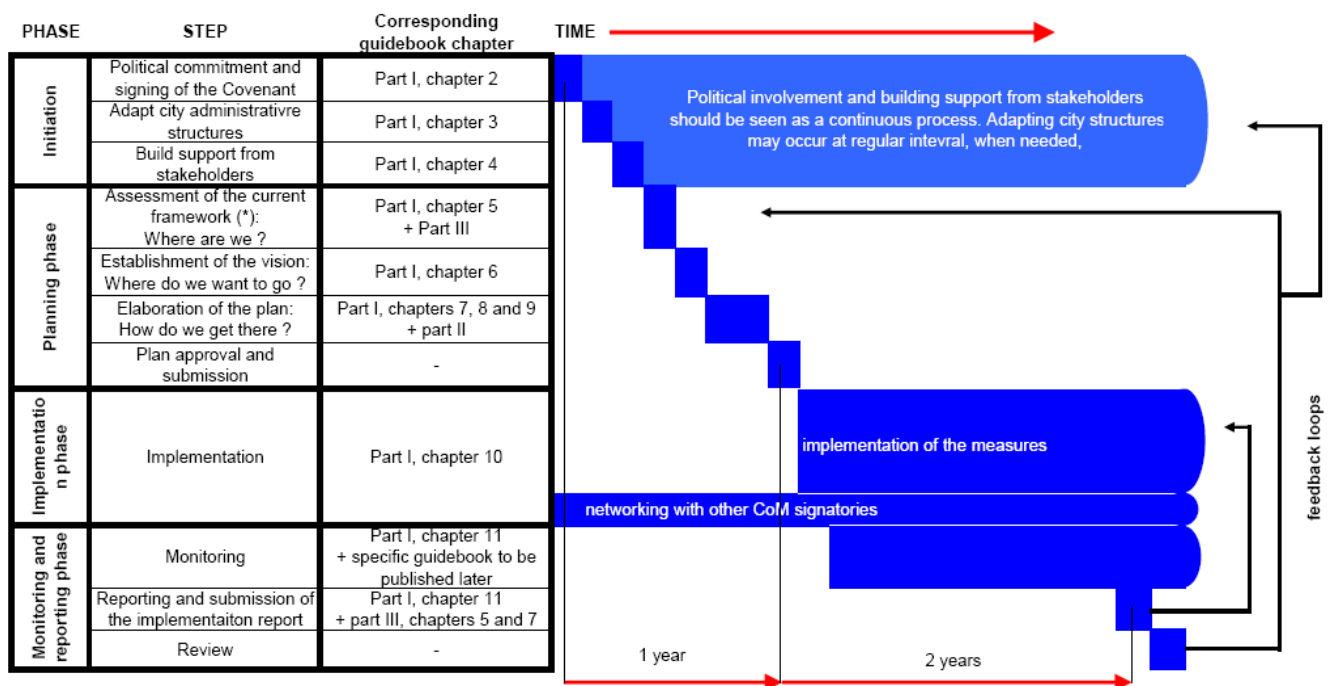 PHASE
STEP
Corresponding
guidebook chapter
TIME
Initiation
Political commitment and
signing of the Covenant
Part I, chapter 2
Adapt city administrativre
structures
Part I, chapter 3
Build support from
stakeholders
Part I, chapter 4
Political involvement and building support from stakeholders
should be seen as a continuous process. Adapting city structures
may occur at regular intevral, when needed,
Planning phase
Assessment of the current
framework (*):
Where are we ?
Part I, chapter 5
+ Part III
Establishment of the vision:
Where do we want to go ?
Part I, chapter 6
Elaboration of the plan:
How do we get there ?
Part I, chapters 7, 8 and 9
+ part II
Plan approval and
submission
-
Implementatio
n phase
Implementation
Part I, chapter 10
implementation of the measures
networking with other CoM signatories
Monitoring and
reporting phase
Monitoring
Part I, chapter 11
+ specific guidebook to be
published later
Reporting and submission of
the implementaiton report
Part I, chapter 11
+ part III, chapters 5 and 7
Review
-
1 year
2 years
feedback loops